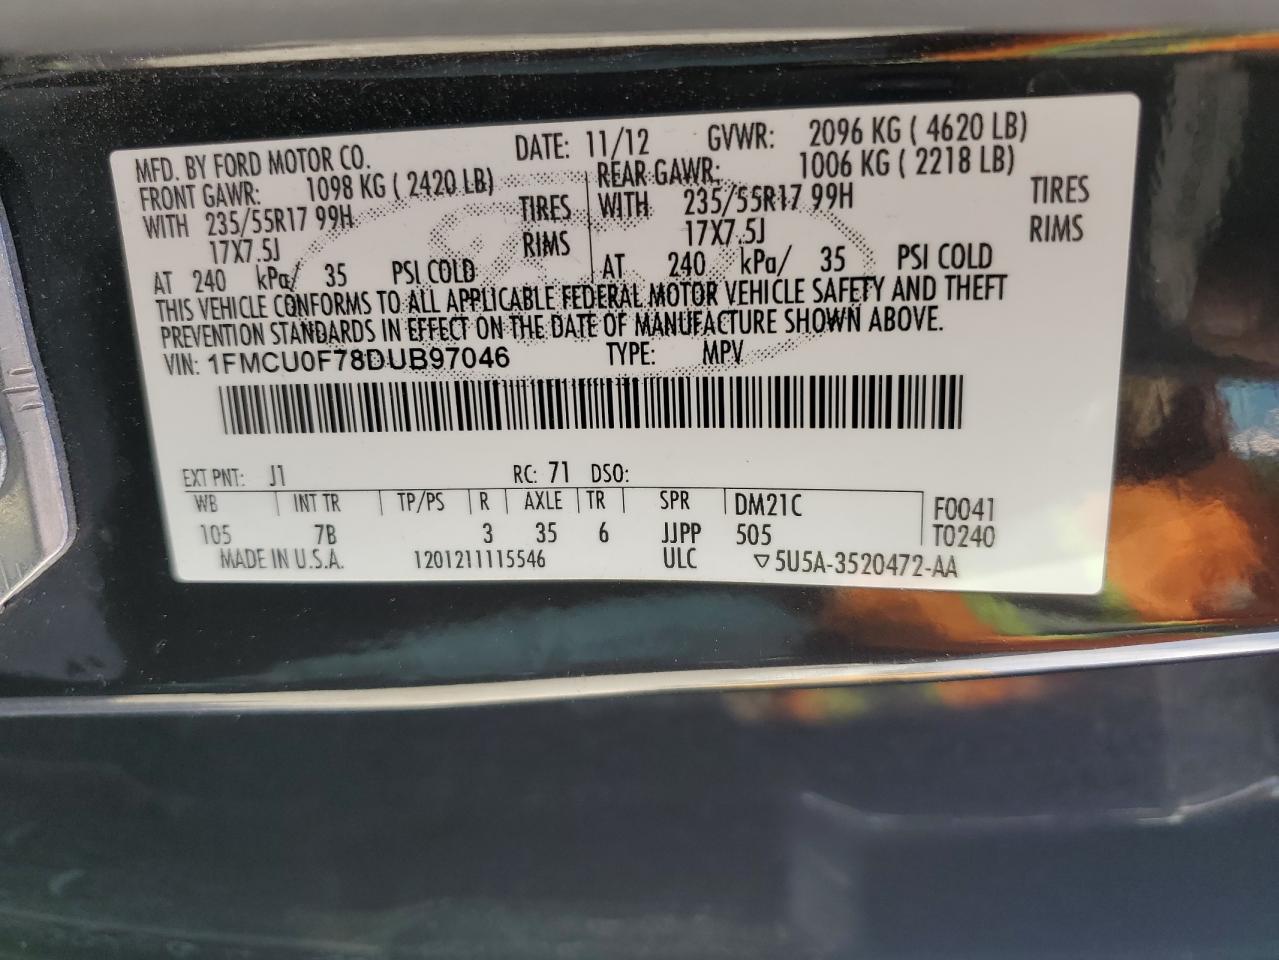 MFD. BY FORD MOTOR CO. DATE: 11/12 GVWR: 2096 KG ( 4620 LB)
FRONT GAWR: 1098 KG ( 2420 LB) REAR GAWR: 1006 KG ( 2218 LB)
WITH 235/55R17 99H TIRES WITH 235/55R17 99H TIRES
17X7.5J RIMS 17X7.5J RIMS
AT 240 kPa/ 35 PSI COLD AT 240 kPa/ 35 PSI COLD
THIS VEHICLE CONFORMS TO ALL APPLICABLE FEDERAL MOTOR VEHICLE SAFETY AND THEFT
PREVENTION STANDARDS IN EFFECT ON THE DATE OF MANUFACTURE SHOWN ABOVE.
VIN: 1FMCU0F78DUB97046 TYPE: MPV
EXT PNT: J1 RC: 71 DSO:
WB INT TR TP/PS R AXLE TR SPR DM21C F0041
105 7B 3 35 6 JJPP 505 T0240
MADE IN U.S.A. 1201211115546 ULC ▽5U5A-3520472-AA